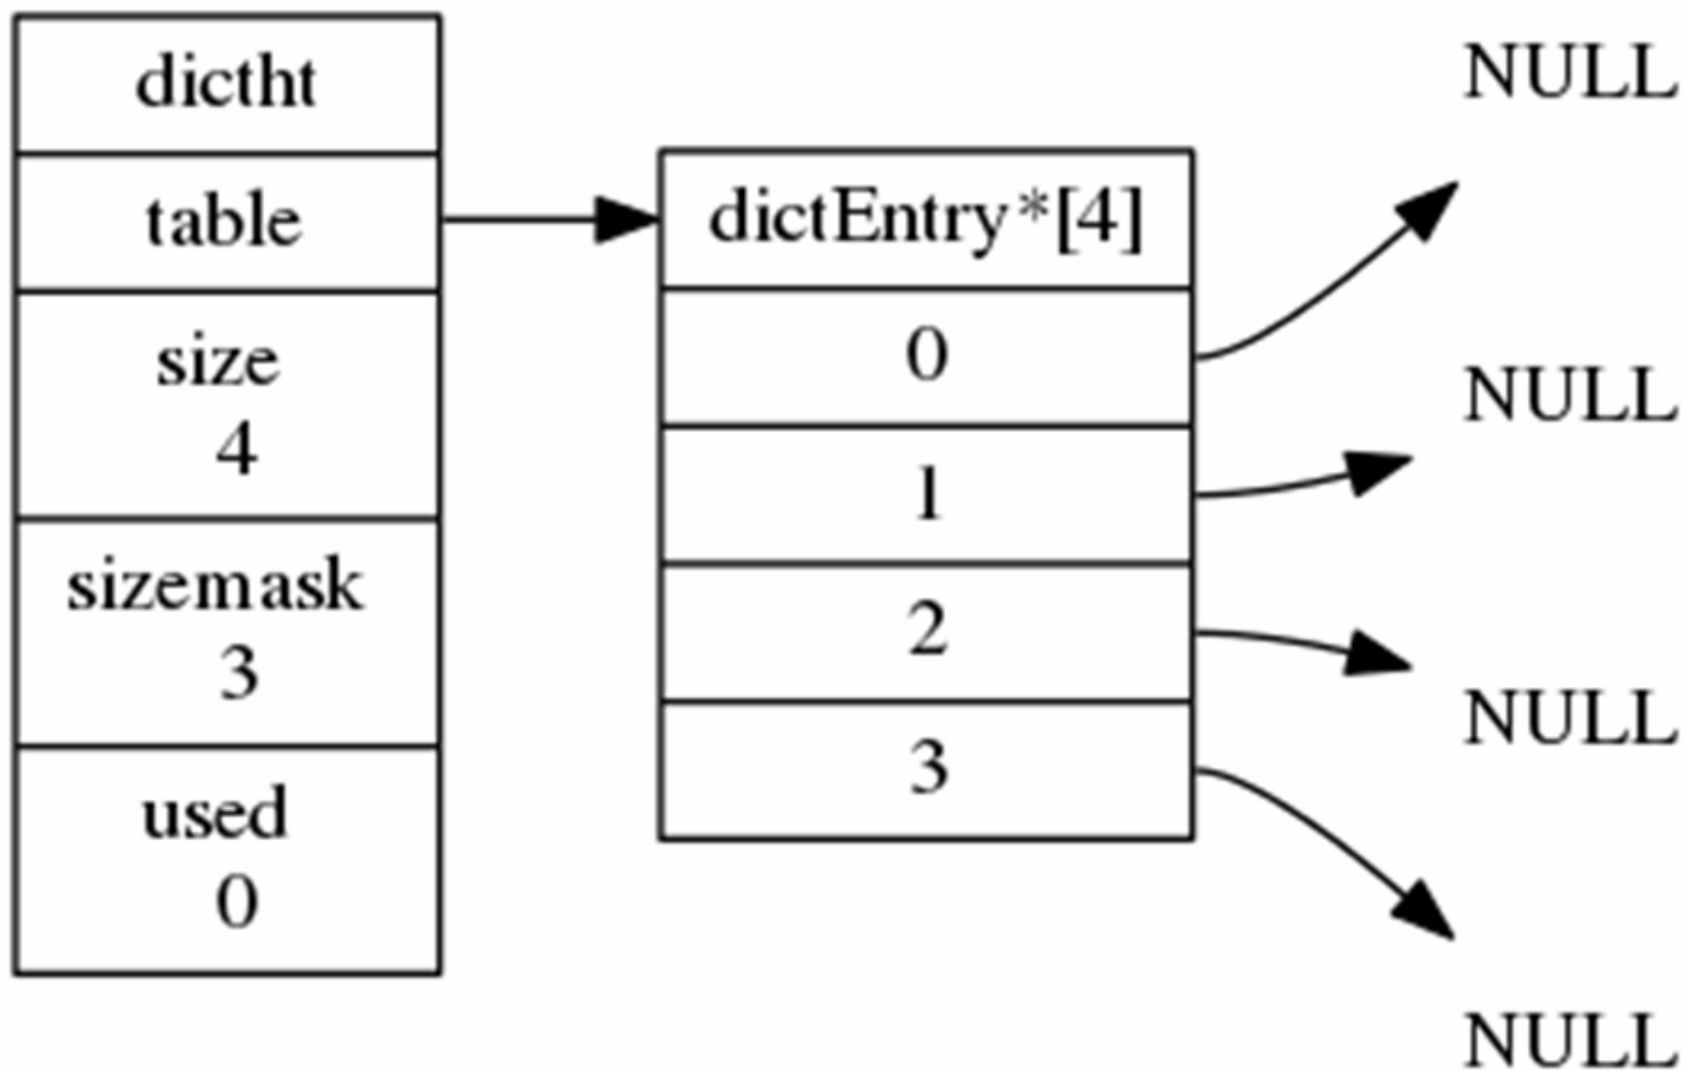 dictht
table
size
4
sizemask
3
used
0
dictEntry*[4]
0
1
2
3
NULL
NULL
NULL
NULL